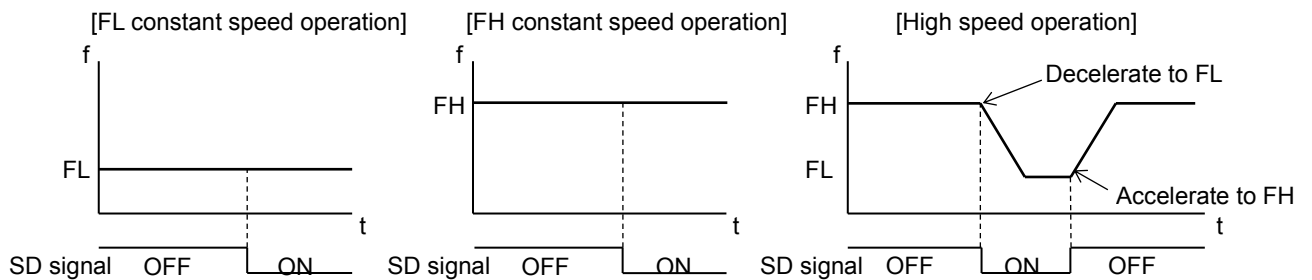 [FL constant speed operation] [FH constant speed operation] [High speed operation]
f f f
Decelerate to FL
FH FH
FL FL
Accelerate to FH
t t t
SD signal OFF ON SD signal OFF ON SD signal OFF ON OFF